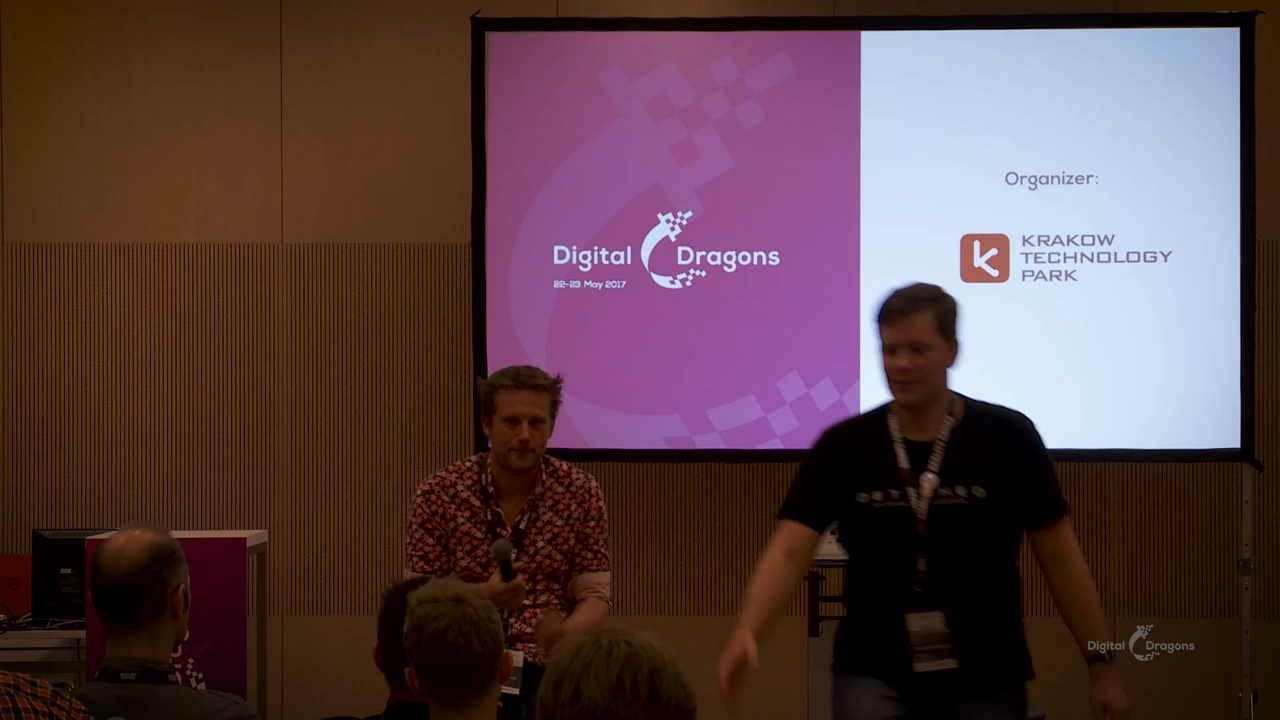 Digital Dragons
22-23 May 2017
Organizer:
KRAKOW
TECHNOLOGY
PARK
Digital Dragons